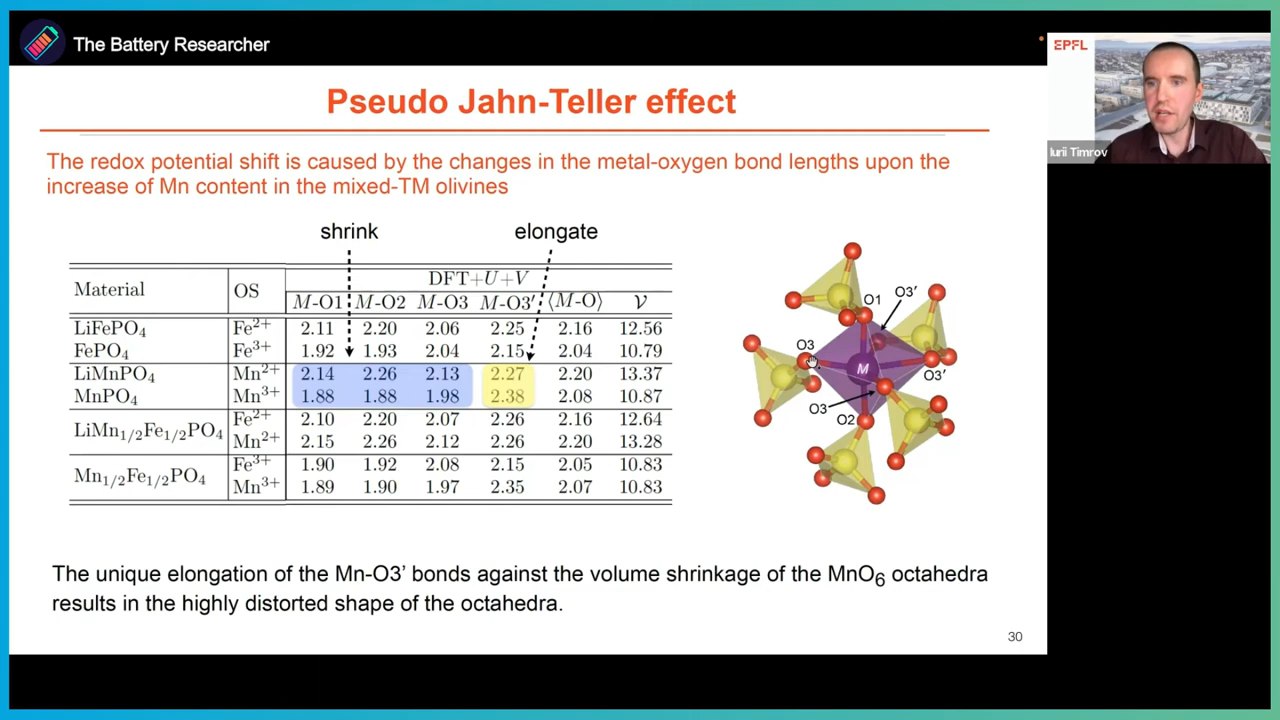 The Battery Researcher
EPFL
Iurii Timrov
Pseudo Jahn-Teller effect
The redox potential shift is caused by the changes in the metal-oxygen bond lengths upon the
increase of Mn content in the mixed-TM olivines
shrink
elongate
Material OS DFT+U+V
M-O1 M-O2 M-O3 M-O3′ ⟨M-O⟩ 𝒱
LiFePO₄ Fe²⁺ 2.11 2.20 2.06 2.25 2.16 12.56
FePO₄ Fe³⁺ 1.92 1.93 2.04 2.15 2.04 10.79
LiMnPO₄ Mn²⁺ 2.14 2.26 2.13 2.27 2.20 13.37
MnPO₄ Mn³⁺ 1.88 1.88 1.98 2.38 2.08 10.87
LiMn₁/₂Fe₁/₂PO₄ Fe²⁺ 2.10 2.20 2.07 2.26 2.16 12.64
Mn²⁺ 2.15 2.26 2.12 2.26 2.20 13.28
Mn₁/₂Fe₁/₂PO₄ Fe³⁺ 1.90 1.92 2.08 2.15 2.05 10.83
Mn³⁺ 1.89 1.90 1.97 2.35 2.07 10.83
O1
O3′
O3
M
O3′
O3
O2
The unique elongation of the Mn-O3’ bonds against the volume shrinkage of the MnO₆ octahedra
results in the highly distorted shape of the octahedra.
30